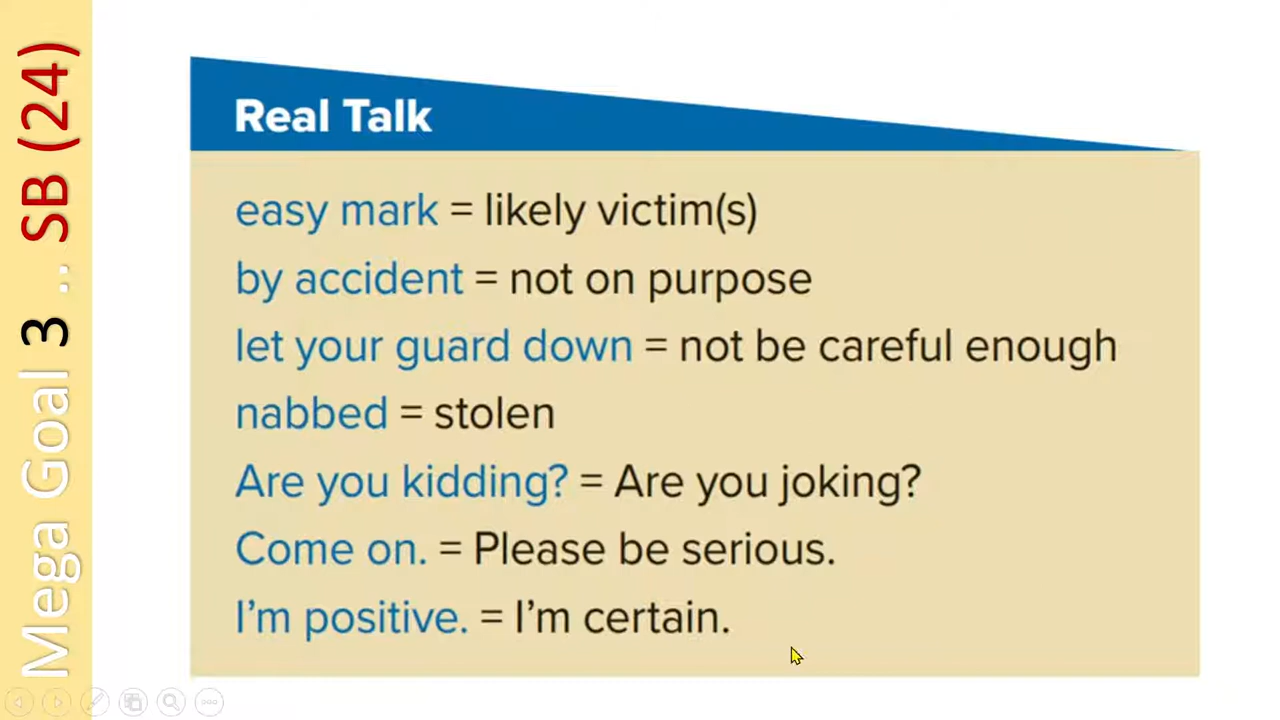 Mega Goal 3 .. SB (24)
Real Talk
easy mark = likely victim(s)
by accident = not on purpose
let your guard down = not be careful enough
nabbed = stolen
Are you kidding? = Are you joking?
Come on. = Please be serious.
I'm positive. = I'm certain.